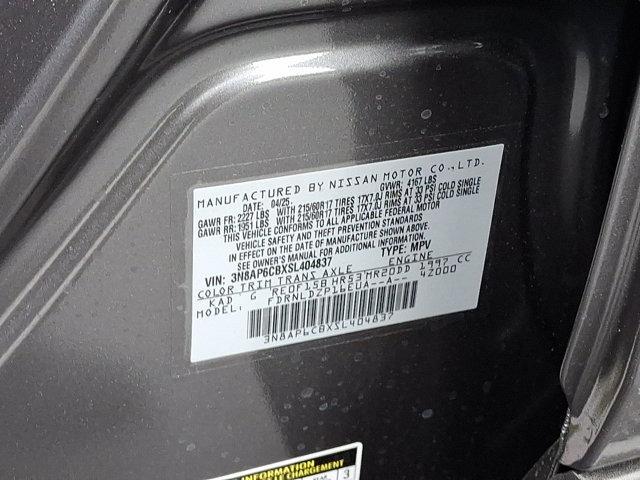 MANUFACTURED BY NISSAN MOTOR CO.,LTD.
DATE: 04/25 GVWR: 4167 LBS
GAWR FR: 2227 LBS WITH 215/60R17 TIRES 17X7.0J RIMS AT 33 PSI COLD SINGLE
GAWR RR: 1951 LBS WITH 215/60R17 TIRES 17X7.0J RIMS AT 33 PSI COLD SINGLE
THIS VEHICLE CONFORMS TO ALL APPLICABLE FEDERAL MOTOR
VEHICLE SAFETY AND THEFT PREVENTION STANDARDS
IN EFFECT ON THE DATE OF MANUFACTURE SHOWN ABOVE.
SEE OWNER'S MANUAL FOR ADDITIONAL INFORMATION.
VIN: 3N8AP6CBXSL404837 TYPE: MPV
COLOR TRIM TRANS AXLE ENGINE
KAD G RE0F15B HR53 MR20DD 1997 CC
FDRNLDZP16EUA--A-- 4Z000
3N8AP6CBXSL404837
INFORMATION
CHARGEMENT
3